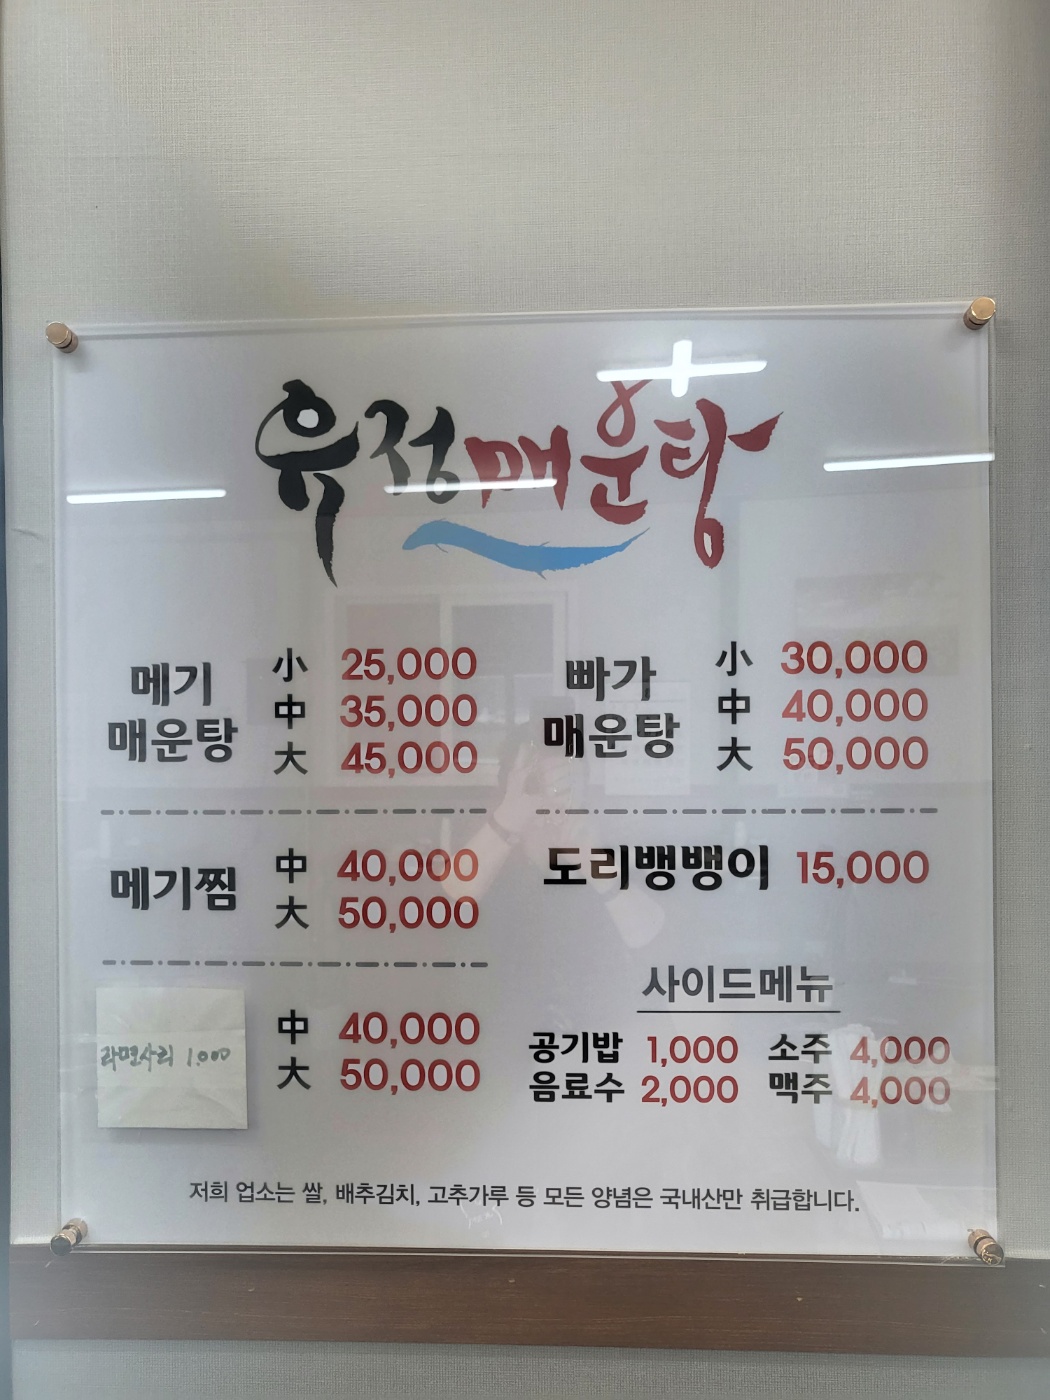 유정매운탕
메기
매운탕
小 25,000
中 35,000
大 45,000
빠가
매운탕
小 30,000
中 40,000
大 50,000
메기찜
中 40,000
大 50,000
도리뱅뱅이 15,000
라면사리 1.000
中 40,000
大 50,000
사이드메뉴
공기밥 1,000 소주 4,000
음료수 2,000 맥주 4,000
저희 업소는 쌀, 배추김치, 고추가루 등 모든 양념은 국내산만 취급합니다.